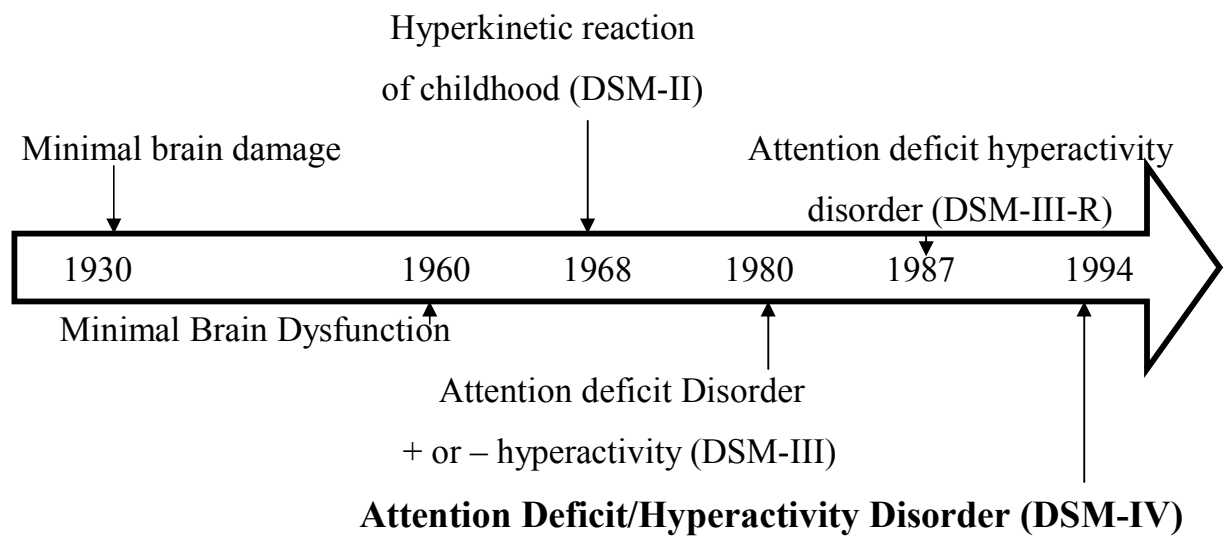 Hyperkinetic reaction
of childhood (DSM-II)
Minimal brain damage
Attention deficit hyperactivity
disorder (DSM-III-R)
1930 1960 1968 1980 1987 1994
Minimal Brain Dysfunction
Attention deficit Disorder
+ or – hyperactivity (DSM-III)
Attention Deficit/Hyperactivity Disorder (DSM-IV)